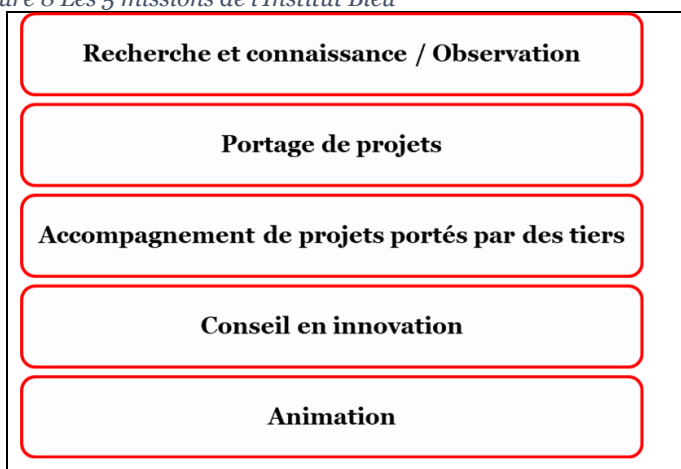 8 Les 5 missions de l'Institut Bleu
Recherche et connaissance / Observation
Portage de projets
Accompagnement de projets portés par des tiers
Conseil en innovation
Animation